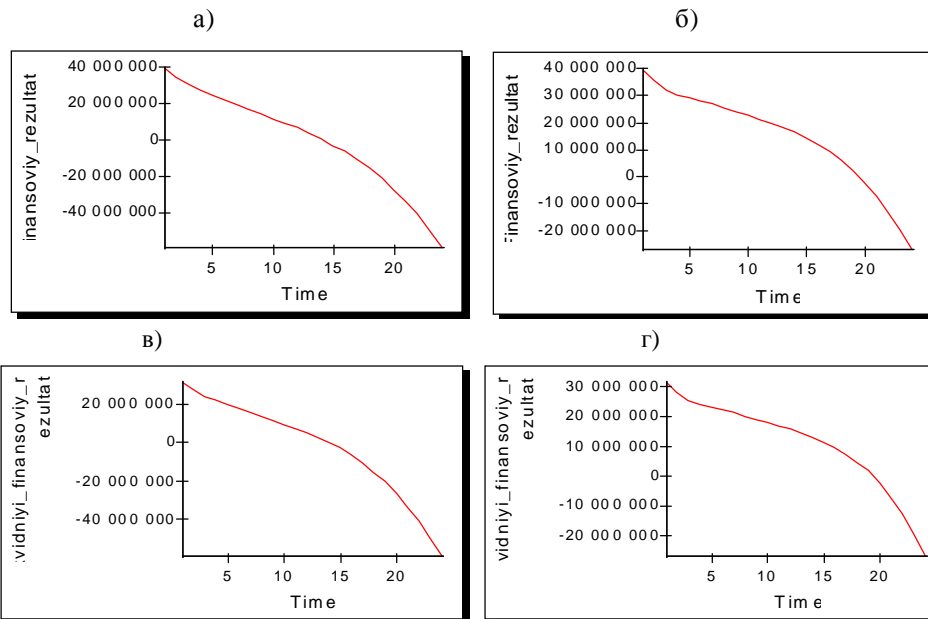 а)
б)
40 000 000
20 000 000
0
-20 000 000
-40 000 000
inansoviy_rezultat
5 10 15 20
Time
40 000 000
30 000 000
20 000 000
10 000 000
0
-10 000 000
-20 000 000
Finansoviy_rezultat
5 10 15 20
Time
в)
г)
vidniyi_finansoviy_r
ezultat
20 000 000
0
-20 000 000
-40 000 000
5 10 15 20
Time
vidniyi_finansoviy_r
ezultat
30 000 000
20 000 000
10 000 000
0
-10 000 000
-20 000 000
5 10 15 20
Time